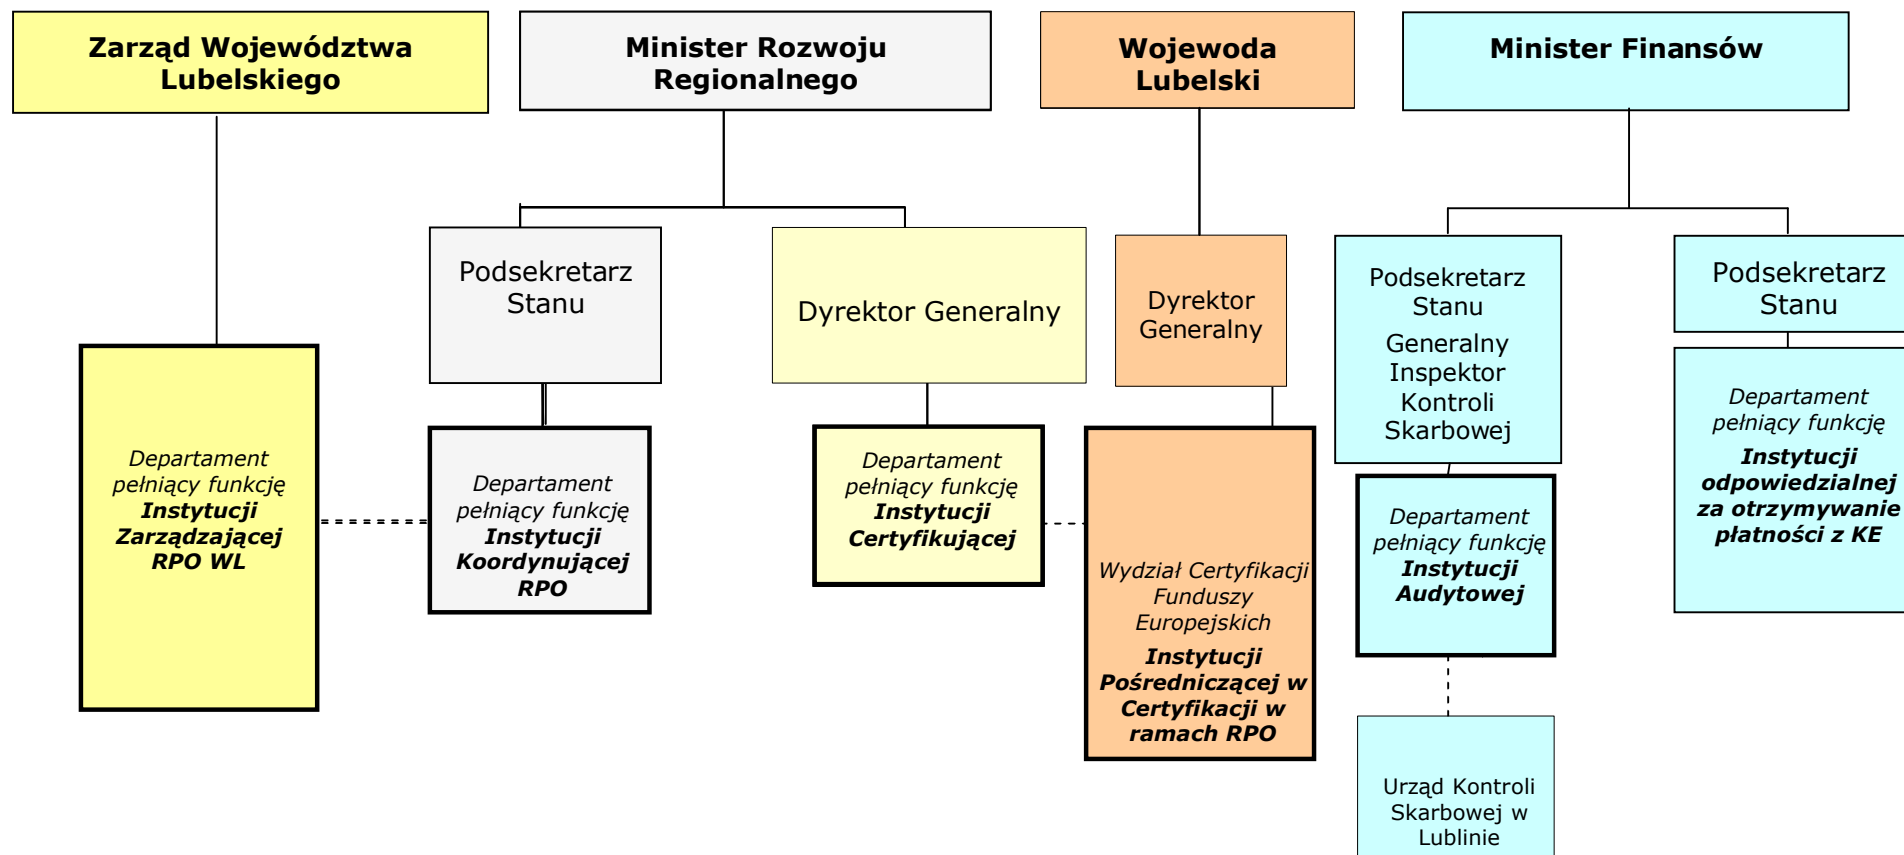 Zarząd Województwa
Lubelskiego
Minister Rozwoju
Regionalnego
Wojewoda
Lubelski
Minister Finansów
Podsekretarz
Stanu
Dyrektor Generalny
Dyrektor
Generalny
Podsekretarz
Stanu
Generalny
Inspektor
Kontroli
Skarbowej
Podsekretarz
Stanu
Departament
pełniący funkcję
Instytucji
Zarządzającej
RPO WL
Departament
pełniący funkcję
Instytucji
Koordynującej
RPO
Departament
pełniący funkcję
Instytucji
Certyfikującej
Wydział Certyfikacji
Funduszy
Europejskich
Instytucji
Pośredniczącej w
Certyfikacji w
ramach RPO
Departament
pełniący funkcję
Instytucji
Audytowej
Departament
pełniący funkcję
Instytucji
odpowiedzialnej
za otrzymywanie
płatności z KE
Urząd Kontroli
Skarbowej w
Lublinie